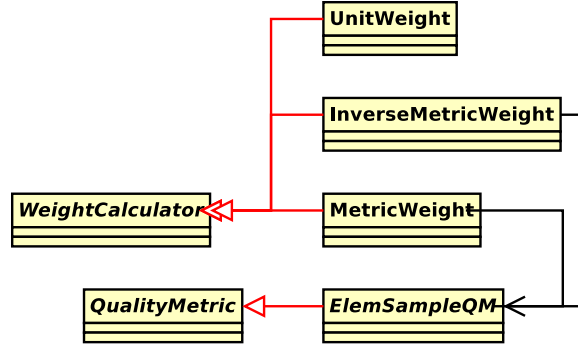 UnitWeight
InverseMetricWeight
WeightCalculator
MetricWeight
QualityMetric
ElemSampleQM